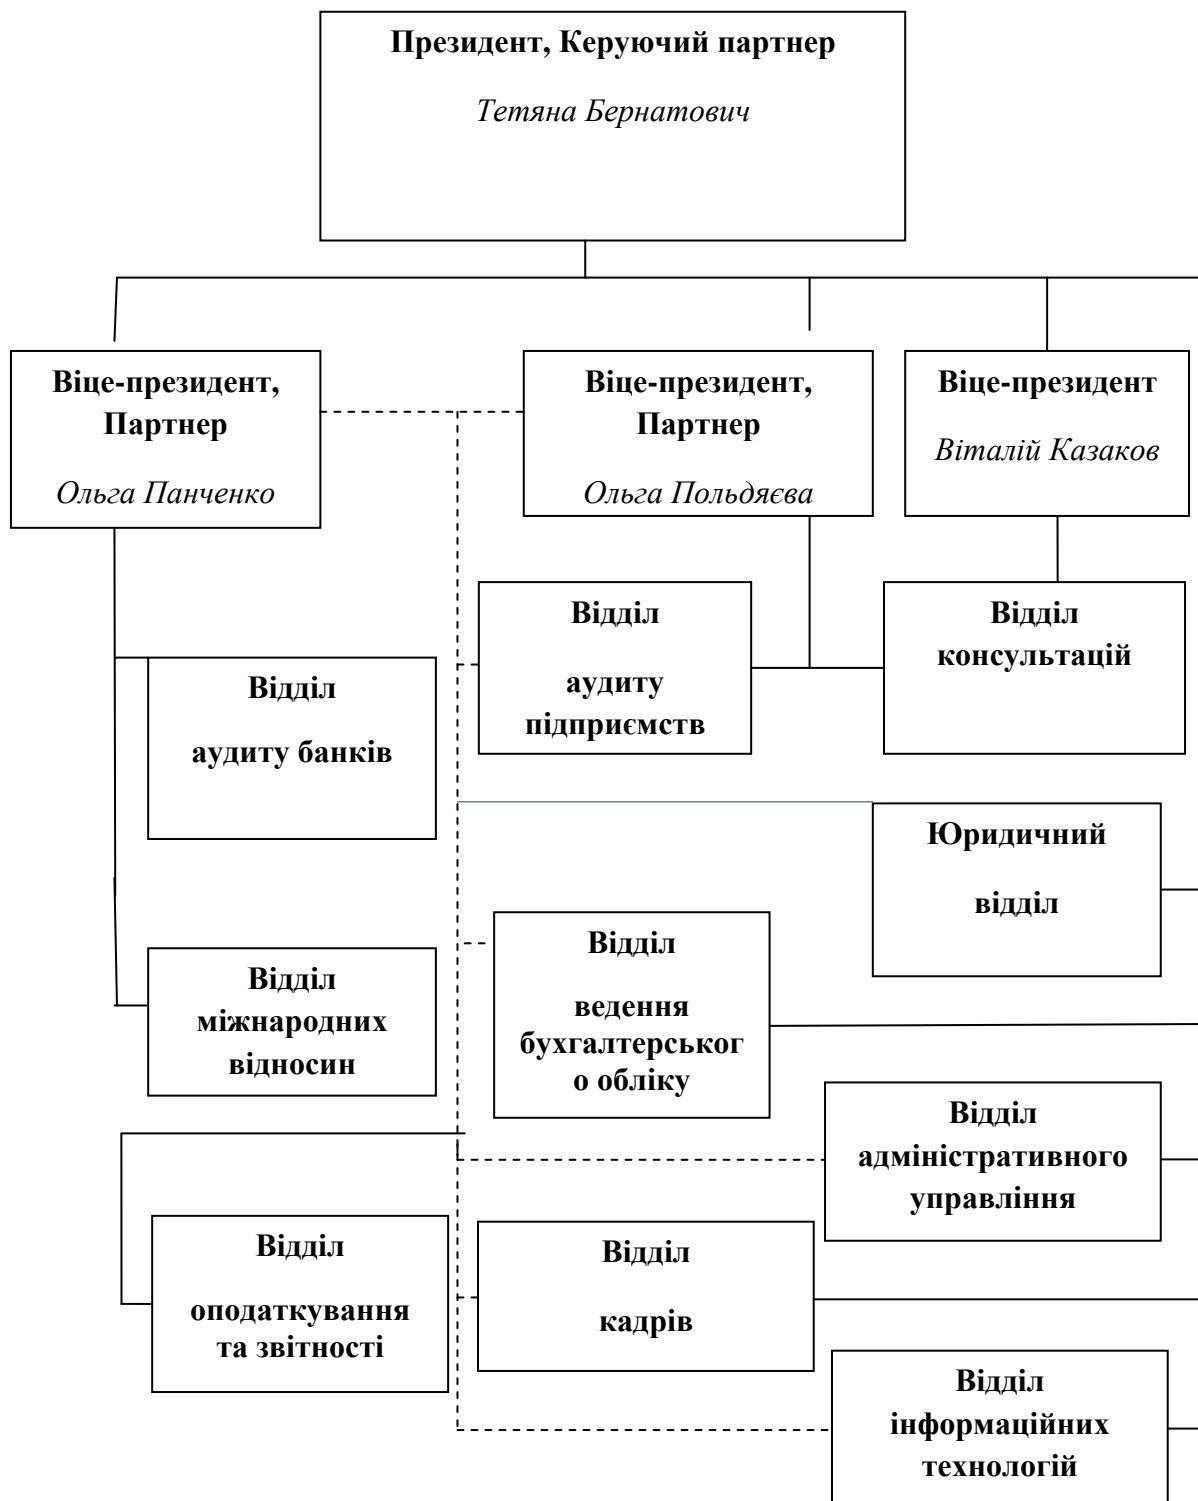 Президент, Керуючий партнер
Тетяна Бернатович
Віце-президент,
Партнер
Ольга Панченко
Віце-президент,
Партнер
Ольга Польдяєва
Віце-президент
Віталій Казаков
Відділ
аудиту банків
Відділ
аудиту
підприємств
Відділ
консультацій
Юридичний
відділ
Відділ
міжнародних
відносин
Відділ
ведення
бухгалтерськог
о обліку
Відділ
адміністративного
управління
Відділ
оподаткування
та звітності
Відділ
кадрів
Відділ
інформаційних
технологій